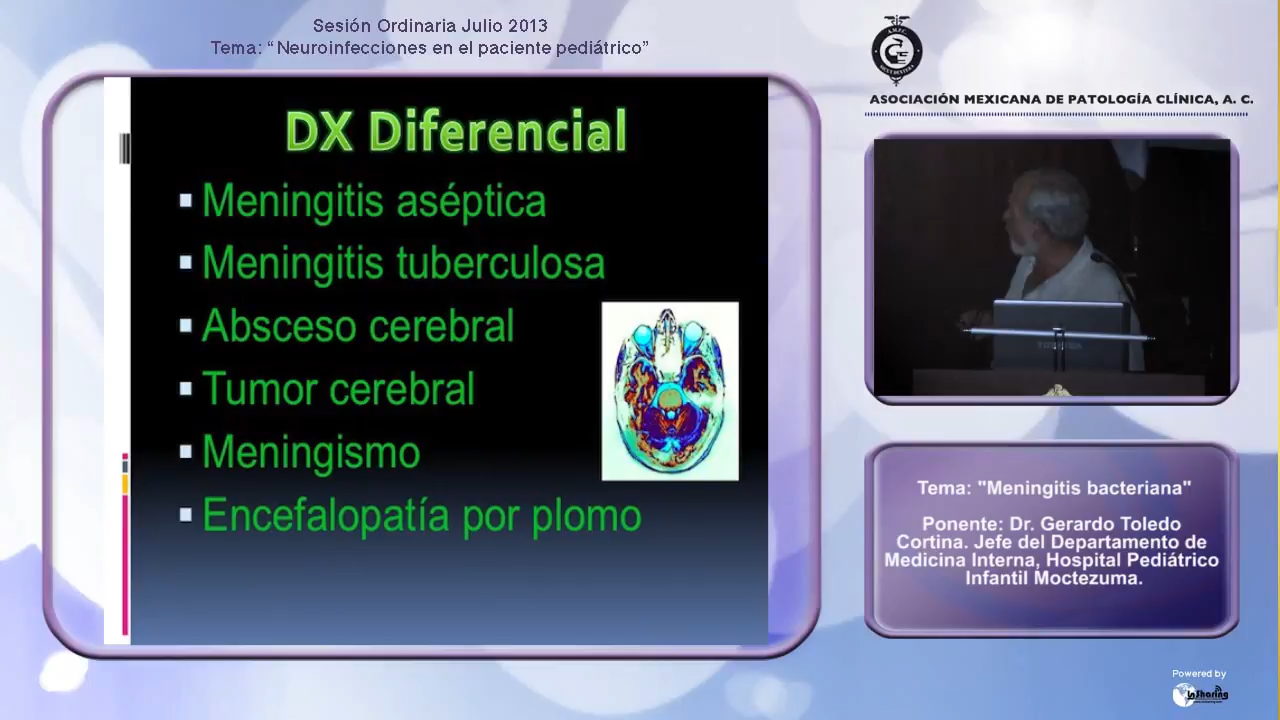 Sesión Ordinaria Julio 2013
Tema: “Neuroinfecciones en el paciente pediátrico”
ASOCIACIÓN MEXICANA DE PATOLOGÍA CLÍNICA, A. C.
DX Diferencial
Meningitis aséptica
Meningitis tuberculosa
Absceso cerebral
Tumor cerebral
Meningismo
Encefalopatía por plomo
TOSHIBA
Tema: "Meningitis bacteriana"
Ponente: Dr. Gerardo Toledo
Cortina. Jefe del Departamento de
Medicina Interna, Hospital Pediátrico
Infantil Moctezuma.
Powered by